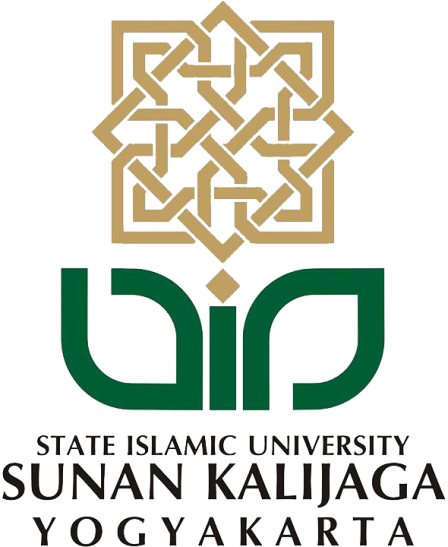 uin
STATE ISLAMIC UNIVERSITY
SUNAN KALIJAGA
YOGYAKARTA